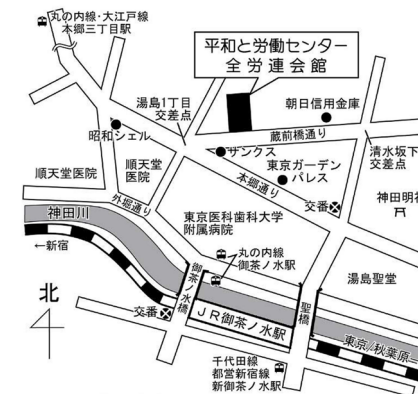 丸の内線・大江戸線
本郷三丁目駅
平和と労働センター
全労連会館
湯島1丁目
交差点
朝日信用金庫
昭和シェル
蔵前橋通り
サンクス
清水坂下
交差点
順天堂医院
順天堂
医院
本郷通り
東京ガーデン
パレス
外堀通り
交番
神田明神
神田川
東京医科歯科大学
附属病院
←新宿
丸の内線
御茶ノ水駅
湯島聖堂
北
御茶ノ水橋
聖橋
交番
JR御茶ノ水駅
東京/秋葉原
千代田線
都営新宿線
新御茶ノ水駅